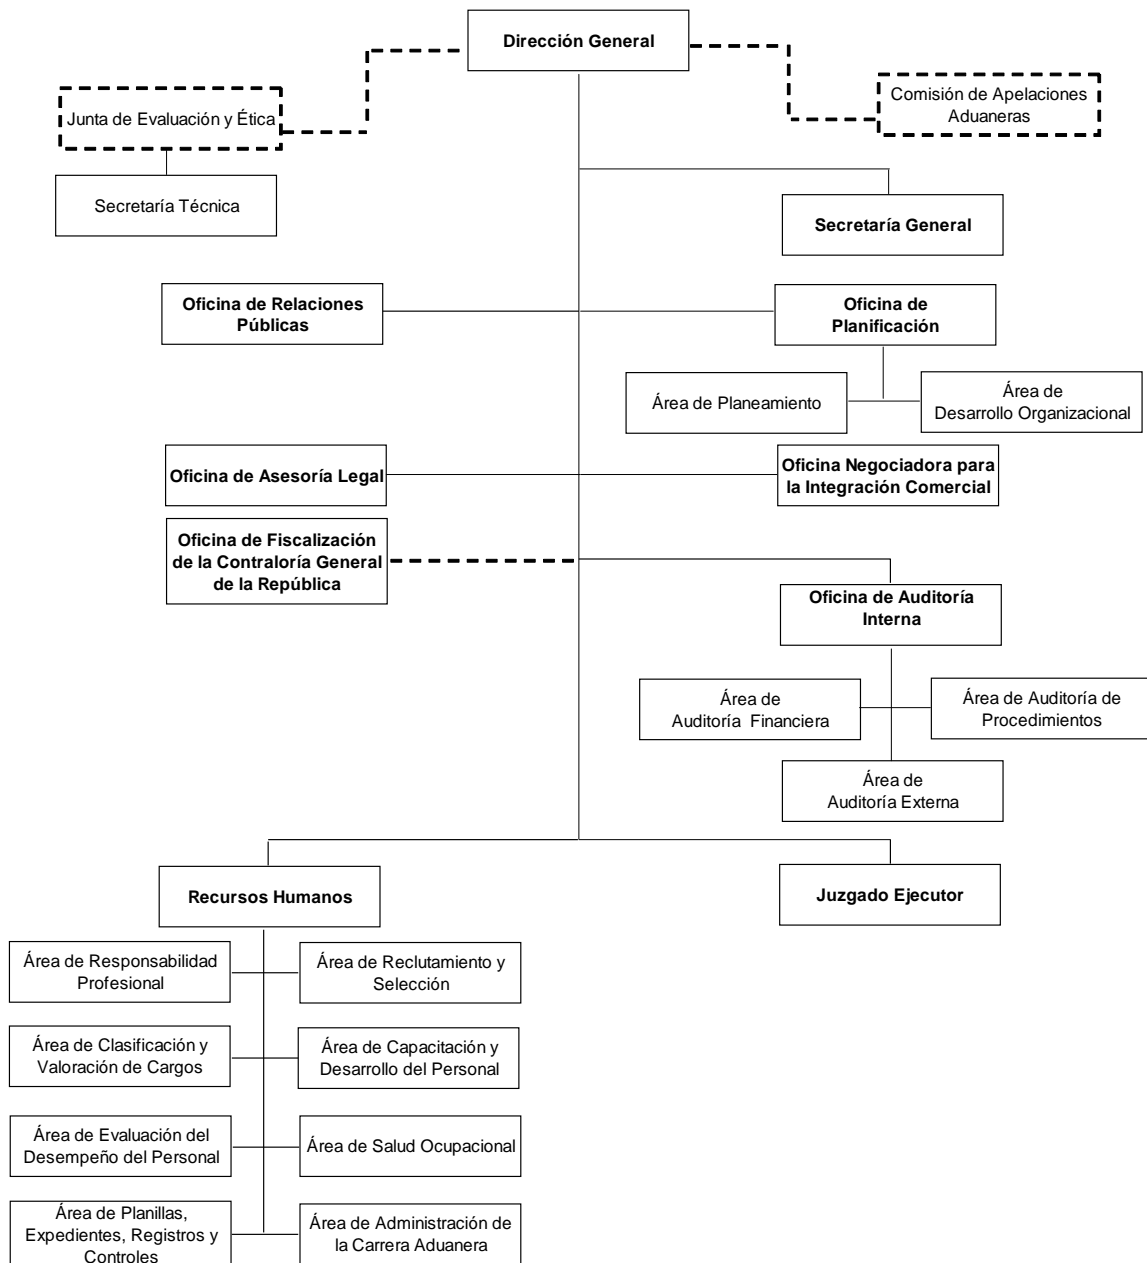 Dirección General
Junta de Evaluación y Ética
Comisión de Apelaciones
Aduaneras
Secretaría Técnica
Secretaría General
Oficina de Relaciones
Públicas
Oficina de
Planificación
Área de Planeamiento
Área de
Desarrollo Organizacional
Oficina de Asesoría Legal
Oficina Negociadora para
la Integración Comercial
Oficina de Fiscalización
de la Contraloría General
de la República
Oficina de Auditoría
Interna
Área de
Auditoría Financiera
Área de Auditoría de
Procedimientos
Área de
Auditoría Externa
Recursos Humanos
Juzgado Ejecutor
Área de Responsabilidad
Profesional
Área de Reclutamiento y
Selección
Área de Clasificación y
Valoración de Cargos
Área de Capacitación y
Desarrollo del Personal
Área de Evaluación del
Desempeño del Personal
Área de Salud Ocupacional
Área de Planillas,
Expedientes, Registros y
Controles
Área de Administración de
la Carrera Aduanera